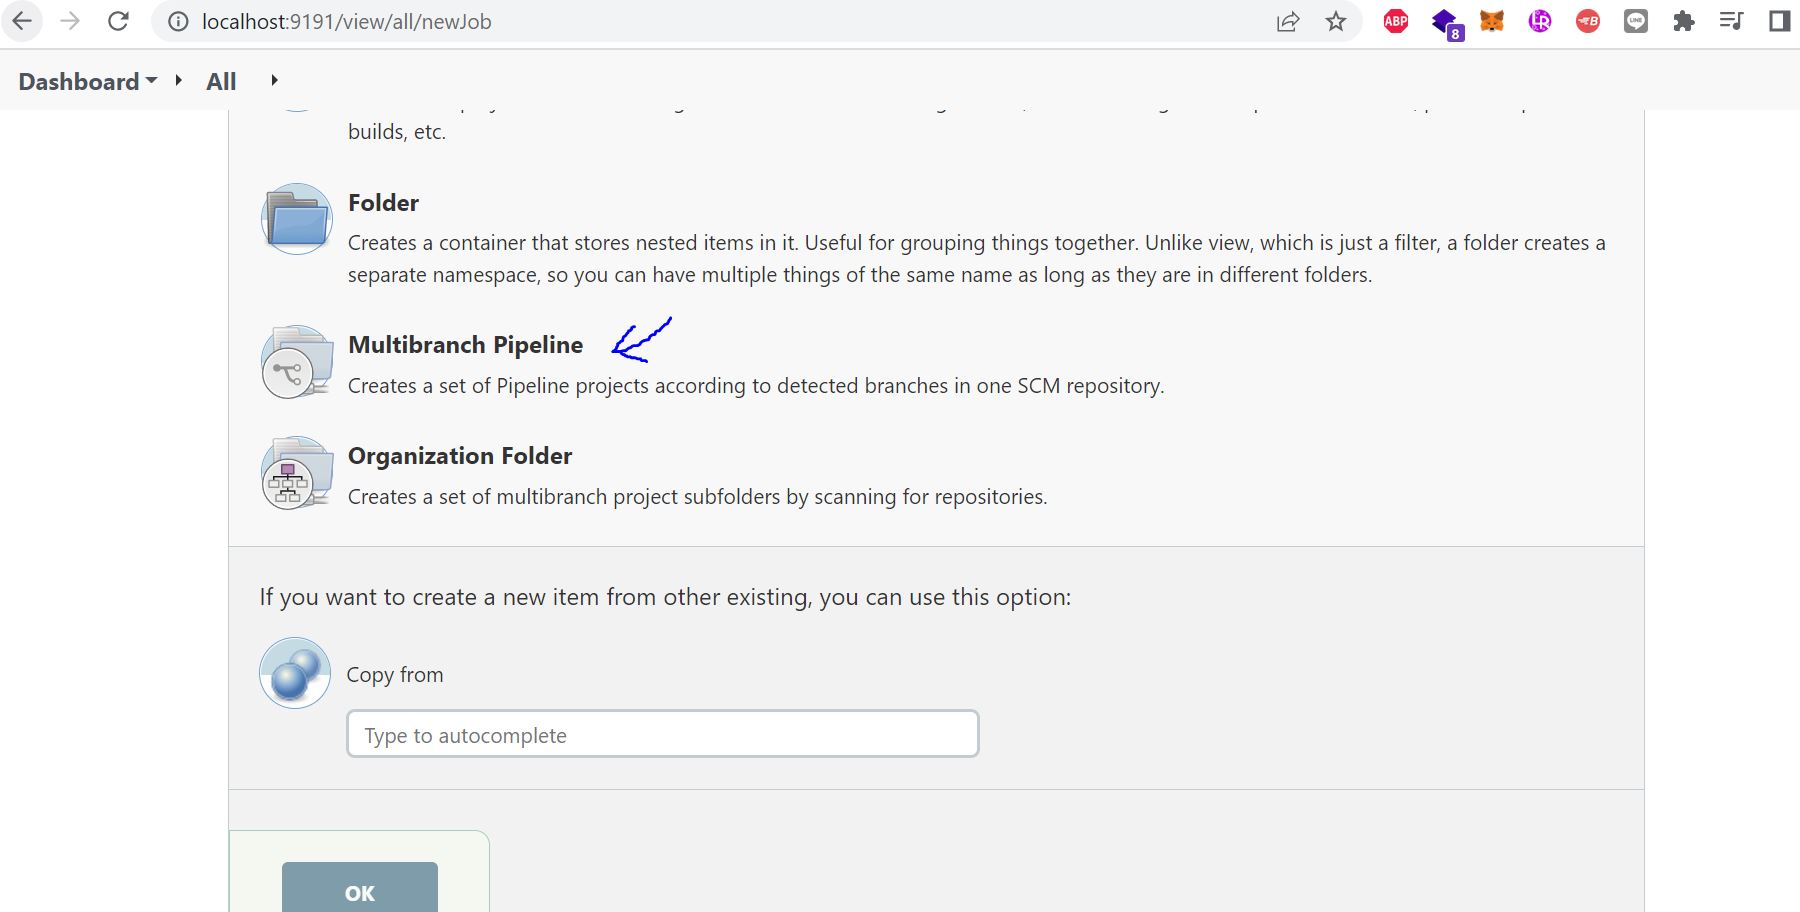 localhost:9191/view/all/newJob
ABP
8
LR
B
LINE
Dashboard
All
builds, etc.
Folder
Creates a container that stores nested items in it. Useful for grouping things together. Unlike view, which is just a filter, a folder creates a
separate namespace, so you can have multiple things of the same name as long as they are in different folders.
Multibranch Pipeline
Creates a set of Pipeline projects according to detected branches in one SCM repository.
Organization Folder
Creates a set of multibranch project subfolders by scanning for repositories.
If you want to create a new item from other existing, you can use this option:
Copy from
Type to autocomplete
OK